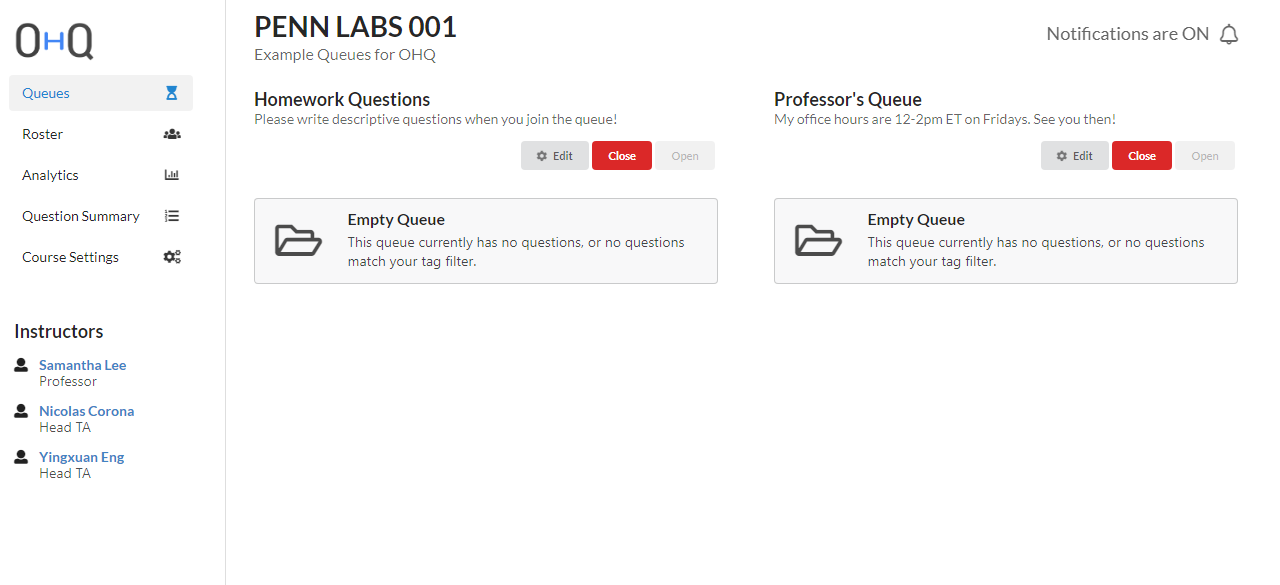 OHQ
Queues
Roster
Analytics
Question Summary
Course Settings
Instructors
Samantha Lee
Professor
Nicolas Corona
Head TA
Yingxuan Eng
Head TA
PENN LABS 001
Example Queues for OHQ
Notifications are ON
Homework Questions
Please write descriptive questions when you join the queue!
Edit Close Open
Empty Queue
This queue currently has no questions, or no questions
match your tag filter.
Professor's Queue
My office hours are 12-2pm ET on Fridays. See you then!
Edit Close Open
Empty Queue
This queue currently has no questions, or no questions
match your tag filter.